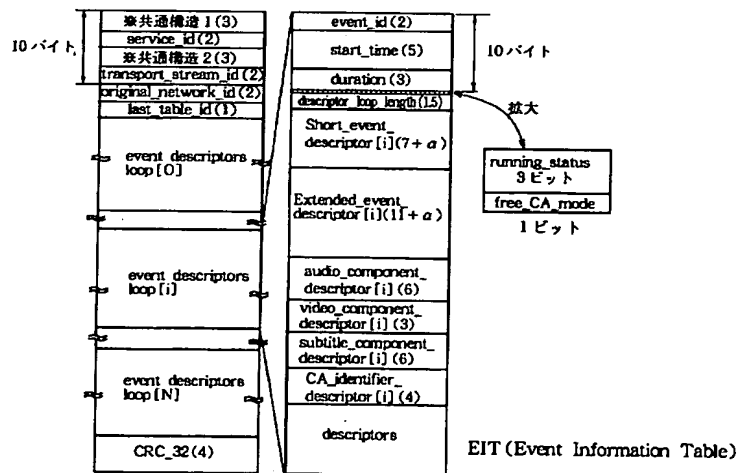 10バイト
※共通構造1(3)
service_id(2)
※共通構造2(3)
transport_stream_id(2)
original_network_id(2)
last_table_id(1)
event descriptors
loop[0]
event descriptors
loop[i]
event descriptors
loop[N]
CRC_32(4)
event_id(2)
start_time(5)
duration(3)
descriptor_loop_length(1.5)
Short_event_
descriptor[i](7+α)
Extended_event_
descriptor[i](11+α)
audio_component_
descriptor[i](6)
video_component_
descriptor[i](3)
subtitle_component_
descriptor[i](6)
CA_identifier_
descriptor[i](4)
descriptors
10バイト
拡大
running_status
3ビット
free_CA_mode
1ビット
EIT(Event Information Table)